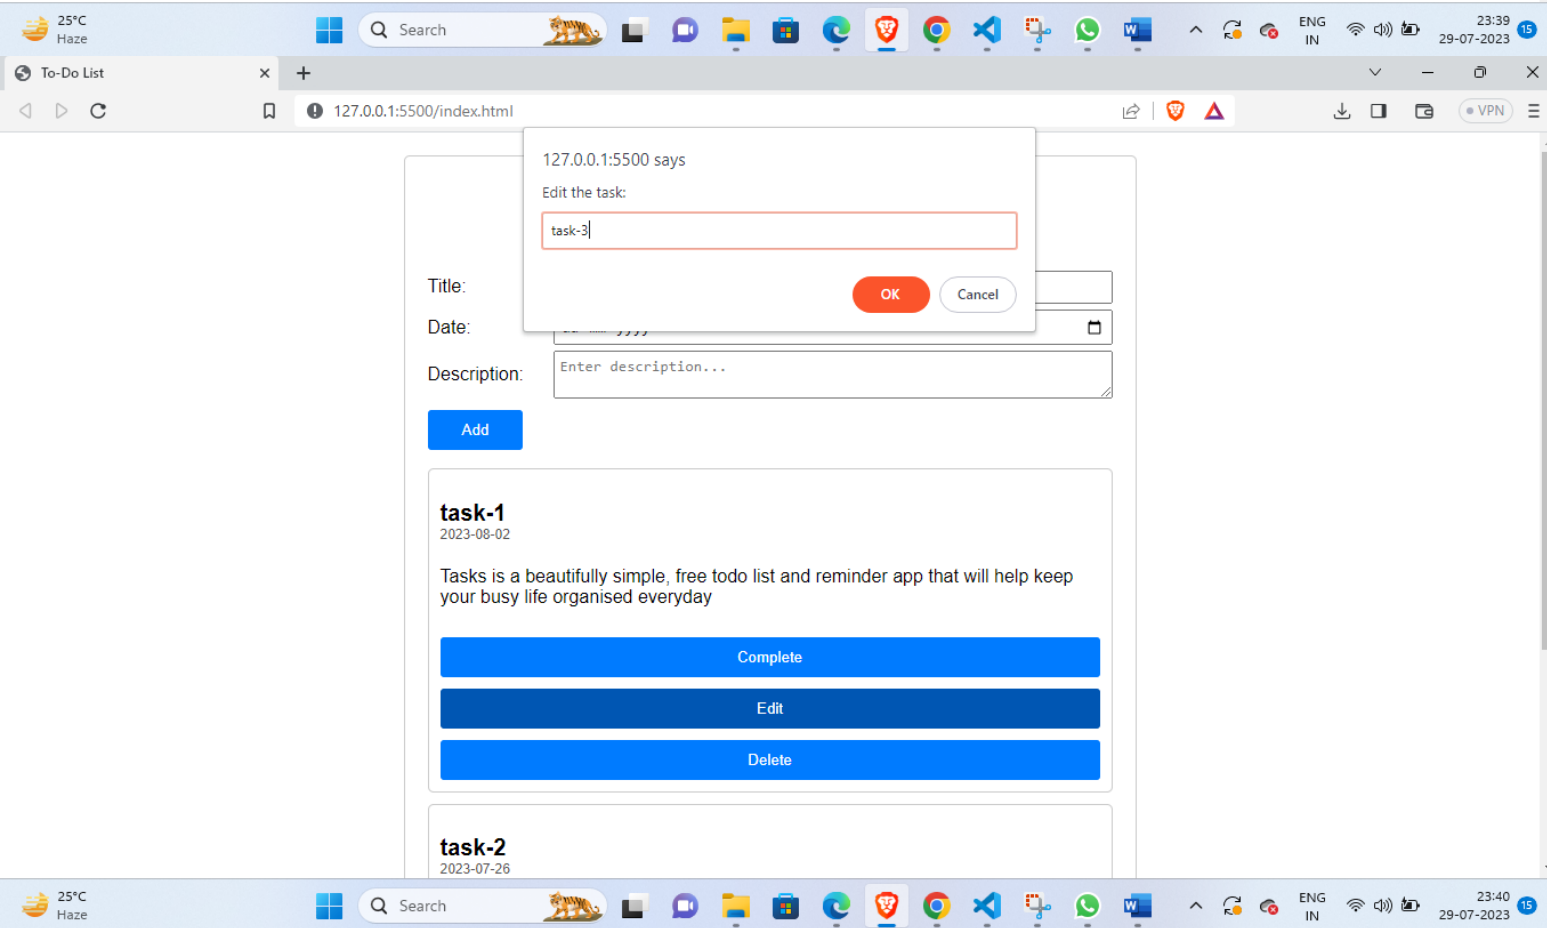 25°C
Haze
Search
ENG
IN
23:39
29-07-2023
15
To-Do List
127.0.0.1:5500/index.html
VPN
127.0.0.1:5500 says
Edit the task:
task-3
OK
Cancel
Title:
Date:
Description:
Enter description...
Add
task-1
2023-08-02
Tasks is a beautifully simple, free todo list and reminder app that will help keep
your busy life organised everyday
Complete
Edit
Delete
task-2
2023-07-26
25°C
Haze
Search
ENG
IN
23:40
29-07-2023
15